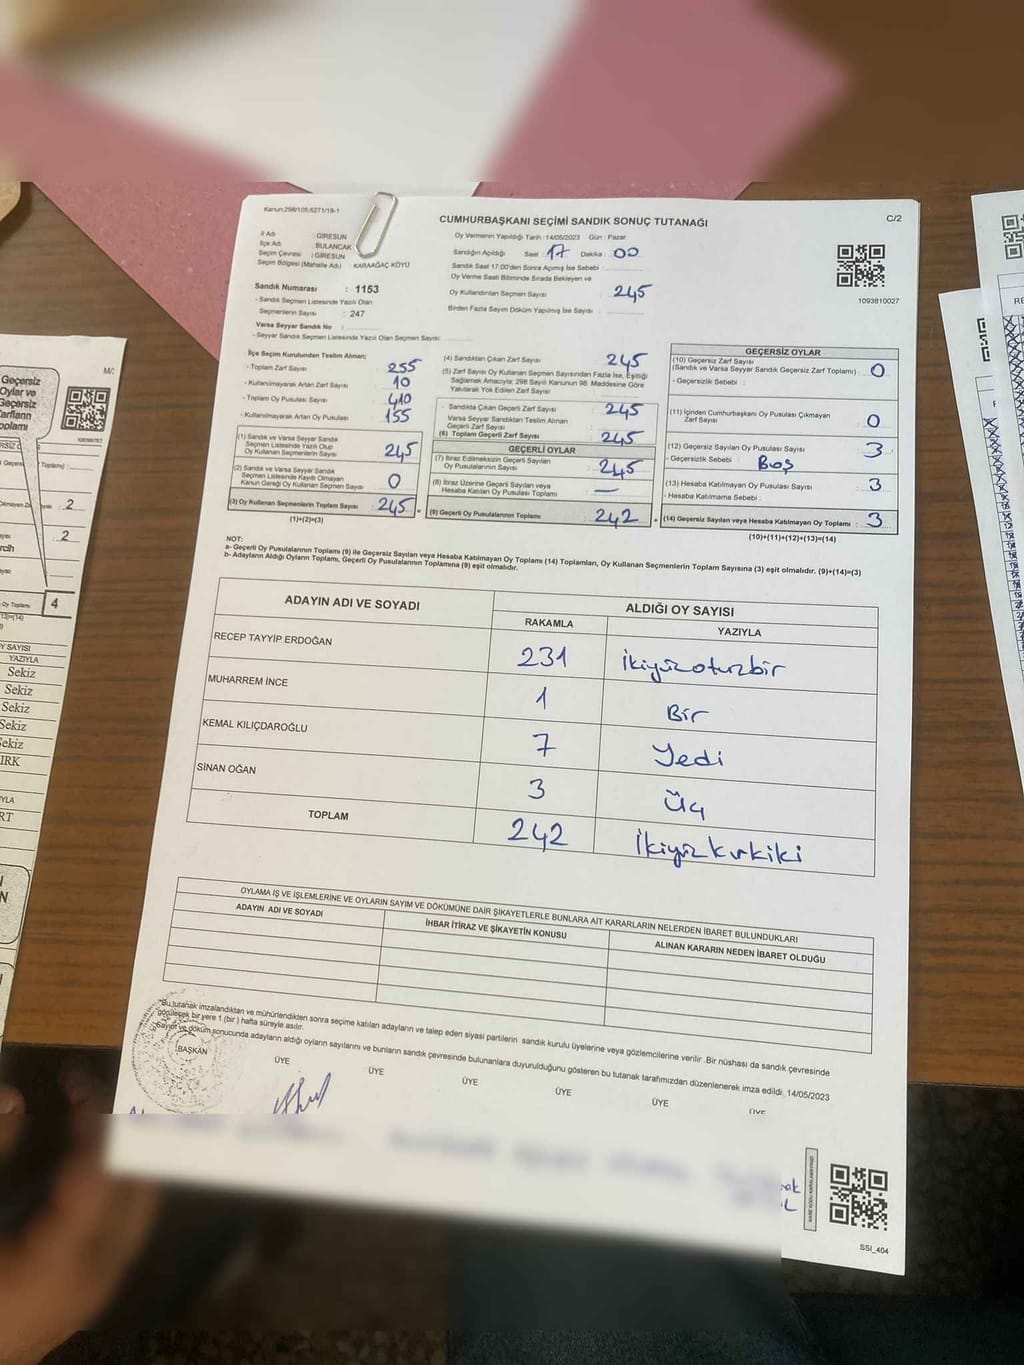 Kanun:298/105,6271/18-1
CUMHURBAŞKANI SEÇİMİ SANDIK SONUÇ TUTANAĞI
C/2
İl Adı : GİRESUN
İlçe Adı : BULANCAK
Seçim Çevresi : GİRESUN
Seçim Bölgesi (Mahalle Adı) : KARAAĞAÇ KÖYÜ
Sandık Numarası : 1153
- Sandık Seçmen Listesinde Yazılı Olan
Seçmenlerin Sayısı : 247
Varsa Seyyar Sandık No :
- Seyyar Sandık Seçmen Listesinde Yazılı Olan Seçmen Sayısı :
Oy Vermenin Yapıldığı Tarih : 14/05/2023 Gün : Pazar
Sandığın Açıldığı Saat : 17 Dakika : 00
Sandık Saat 17:00'den Sonra Açılmış İse Sebebi :
Oy Verme Saati Bitiminde Sırada Bekleyen ve
Oy Kullandırılan Seçmen Sayısı : 245
Birden Fazla Sayım Döküm Yapılmış İse Sayısı :
1093810027
İlçe Seçim Kurulundan Teslim Alınan;
- Toplam Zarf Sayısı : 255
- Kullanılmayarak Artan Zarf Sayısı : 10
- Toplam Oy Pusulası Sayısı : 410
- Kullanılmayarak Artan Oy Pusulası : 155
(1) Sandık ve Varsa Seyyar Sandık
Seçmen Listesinde Yazılı Olup
Oy Kullanan Seçmenlerin Sayısı : 245
(2) Sandık ve Varsa Seyyar Sandık
Seçmen Listesinde Kayıtlı Olmayan
Kanun Gereği Oy Kullanan Seçmen Sayısı : 0
(3) Oy Kullanan Seçmenlerin Toplam Sayısı : 245 =
(1)+(2)=(3)
(4) Sandıktan Çıkan Zarf Sayısı : 245
(5) Zarf Sayısı Oy Kullanan Seçmen Sayısından Fazla İse, Eşitliği
Sağlamak Amacıyla; 298 Sayılı Kanunun 98. Maddesine Göre
Yakılarak Yok Edilen Zarf Sayısı :
- Sandıkta Çıkan Geçerli Zarf Sayısı : 245
Varsa Seyyar Sandıktan Teslim Alınan
Geçerli Zarf Sayısı :
(6) Toplam Geçerli Zarf Sayısı : 245
GEÇERLİ OYLAR
(7) İtiraz Edilmeksizin Geçerli Sayılan
Oy Pusulalarının Sayısı : 245
(8) İtiraz Üzerine Geçerli Sayılan veya
Hesaba Katılan Oy Pusulası Toplamı : —
(9) Geçerli Oy Pusulalarının Toplamı : 242 +
GEÇERSİZ OYLAR
(10) Geçersiz Zarf Sayısı
(Sandık ve Varsa Seyyar Sandık Geçersiz Zarf Toplamı) : 0
- Geçersizlik Sebebi :
(11) İçinden Cumhurbaşkanı Oy Pusulası Çıkmayan
Zarf Sayısı : 0
(12) Geçersiz Sayılan Oy Pusulası Sayısı : 3
- Geçersizlik Sebebi : Boş
(13) Hesaba Katılmayan Oy Pusulası Sayısı : 3
- Hesaba Katılmama Sebebi :
(14) Geçersiz Sayılan veya Hesaba Katılmayan Oy Toplamı : 3
(10)+(11)+(12)+(13)=(14)
NOT:
a- Geçerli Oy Pusulalarının Toplamı (9) ile Geçersiz Sayılan veya Hesaba Katılmayan Oy Toplamı (14) Toplamları, Oy Kullanan Seçmenlerin Toplam Sayısına (3) eşit olmalıdır. (9)+(14)=(3)
b- Adayların Aldığı Oyların Toplamı, Geçerli Oy Pusulalarının Toplamına (9) eşit olmalıdır.
ADAYIN ADI VE SOYADI
ALDIĞI OY SAYISI
RAKAMLA YAZIYLA
RECEP TAYYİP ERDOĞAN 231 İkiyüzotuzbir
MUHARREM İNCE 1 Bir
KEMAL KILIÇDAROĞLU 7 Yedi
SİNAN OĞAN 3 Üç
TOPLAM 242 İkiyüzkırkiki
OYLAMA İŞ VE İŞLEMLERİNE VE OYLARIN SAYIM VE DÖKÜMÜNE DAİR ŞİKAYETLERLE BUNLARA AİT KARARLARIN NELERDEN İBARET BULUNDUKLARI
ADAYIN ADI VE SOYADI İHBAR İTİRAZ VE ŞİKAYETİN KONUSU ALINAN KARARIN NEDEN İBARET OLDUĞU
*Bu tutanak imzalandıktan ve mühürlendikten sonra seçime katılan adayların ve talep eden siyasi partilerin sandık kurulu üyelerine veya gözlemcilerine verilir. Bir nüshası da sandık çevresinde
görülecek bir yere 1 (bir) hafta süreyle asılır.
*Sayım ve döküm sonucunda adayların aldığı oyların sayılarını ve bunların sandık çevresinde bulunanlara duyurulduğunu gösteren bu tutanak tarafımızdan düzenlenerek imza edildi. 14/05/2023
BAŞKAN ÜYE ÜYE ÜYE ÜYE ÜYE ÜYE
SSİ_404
Geçersiz
Oylar ve
Geçersiz
Zarfların
Toplamı
2
2
4
OY SAYISI
YAZIYLA
Sekiz
Sekiz
Sekiz
Sekiz
Sekiz